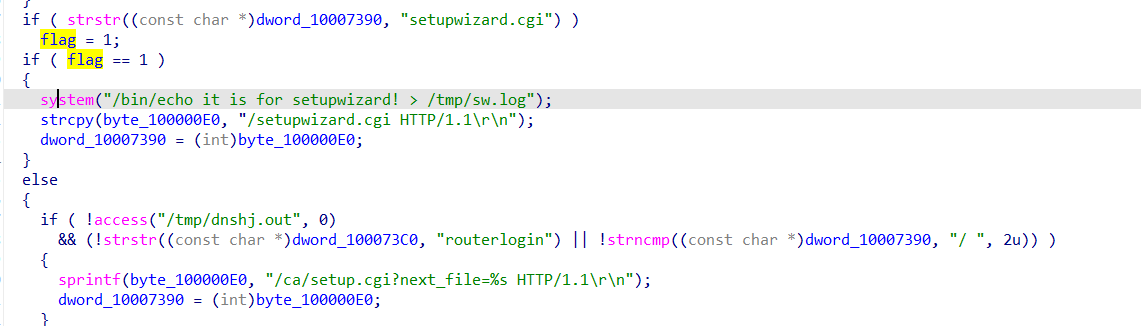 }
if ( strstr((const char *)dword_10007390, "setupwizard.cgi") )
flag = 1;
if ( flag == 1 )
{
system("/bin/echo it is for setupwizard! > /tmp/sw.log");
strcpy(byte_100000E0, "/setupwizard.cgi HTTP/1.1\r\n");
dword_10007390 = (int)byte_100000E0;
}
else
{
if ( !access("/tmp/dnshj.out", 0)
&& (!strstr((const char *)dword_100073C0, "routerlogin") || !strncmp((const char *)dword_10007390, "/ ", 2u)) )
{
sprintf(byte_100000E0, "/ca/setup.cgi?next_file=%s HTTP/1.1\r\n");
dword_10007390 = (int)byte_100000E0;
}